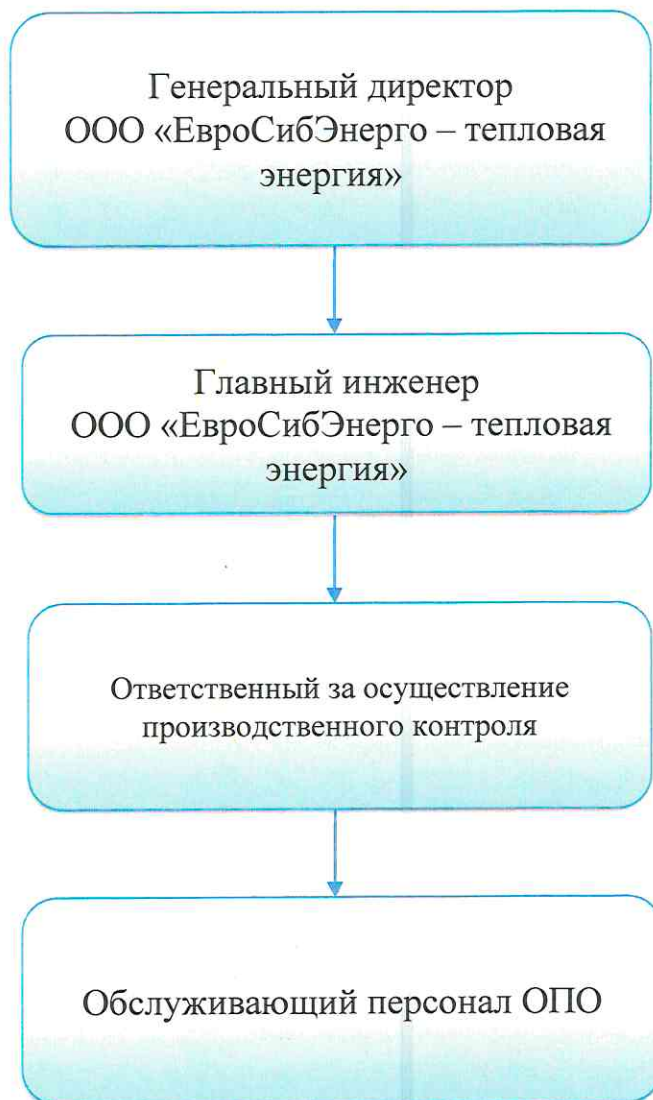 Генеральный директор
ООО «ЕвроСибЭнерго – тепловая
энергия»
Главный инженер
ООО «ЕвроСибЭнерго – тепловая
энергия»
Ответственный за осуществление
производственного контроля
Обслуживающий персонал ОПО